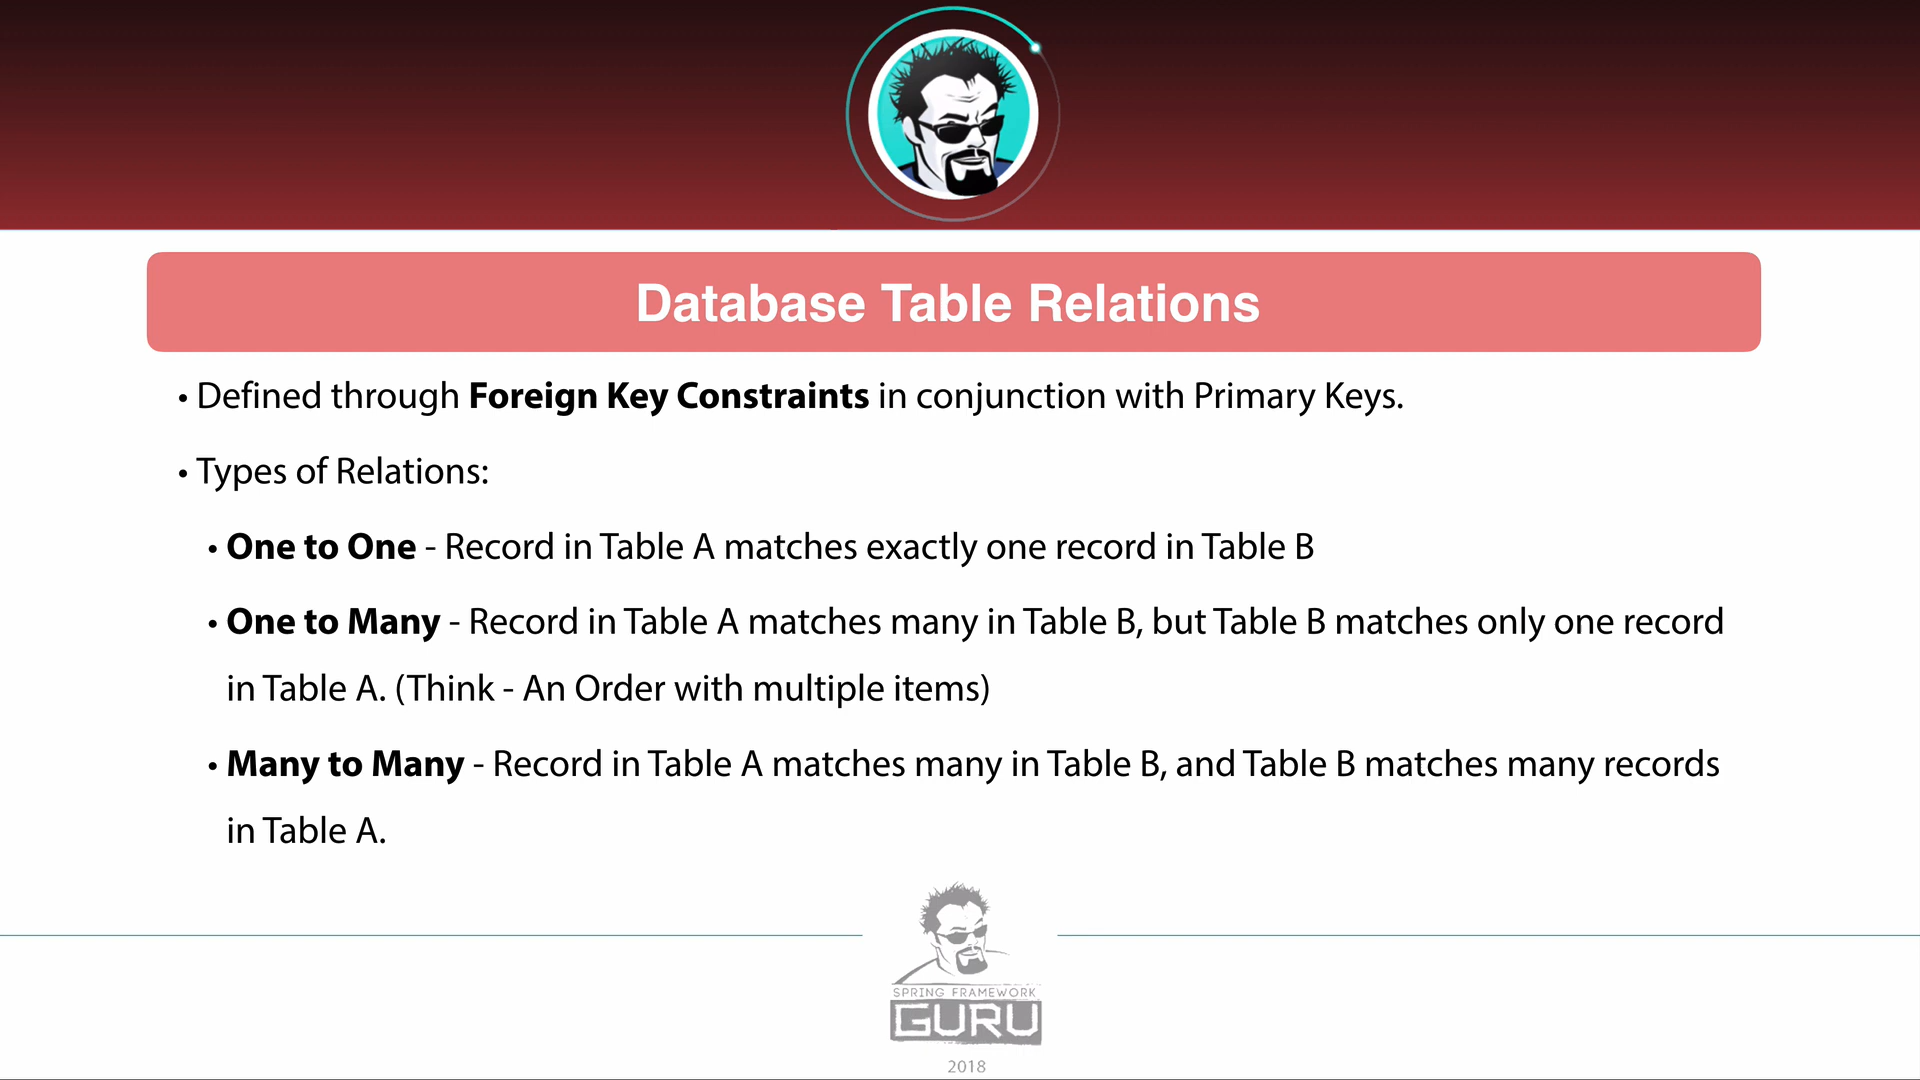 Database Table Relations
• Defined through Foreign Key Constraints in conjunction with Primary Keys.
• Types of Relations:
• One to One - Record in Table A matches exactly one record in Table B
• One to Many - Record in Table A matches many in Table B, but Table B matches only one record
in Table A. (Think - An Order with multiple items)
• Many to Many - Record in Table A matches many in Table B, and Table B matches many records
in Table A.
SPRING FRAMEWORK
GURU
2018